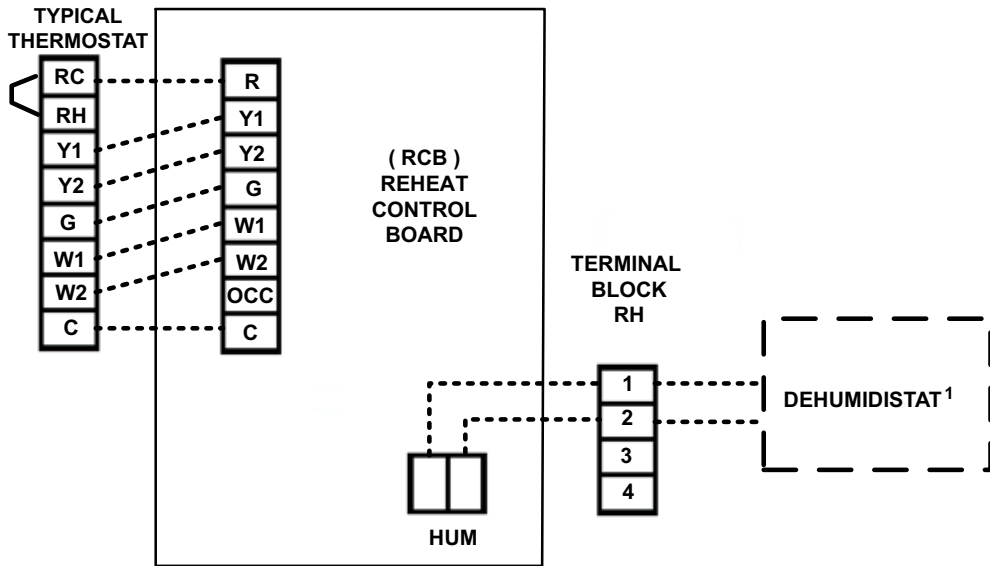 TYPICAL
THERMOSTAT
RC
RH
Y1
Y2
G
W1
W2
C
R
Y1
Y2
G
W1
W2
OCC
C
( RCB )
REHEAT
CONTROL
BOARD
HUM
TERMINAL
BLOCK
RH
1
2
3
4
DEHUMIDISTAT 1